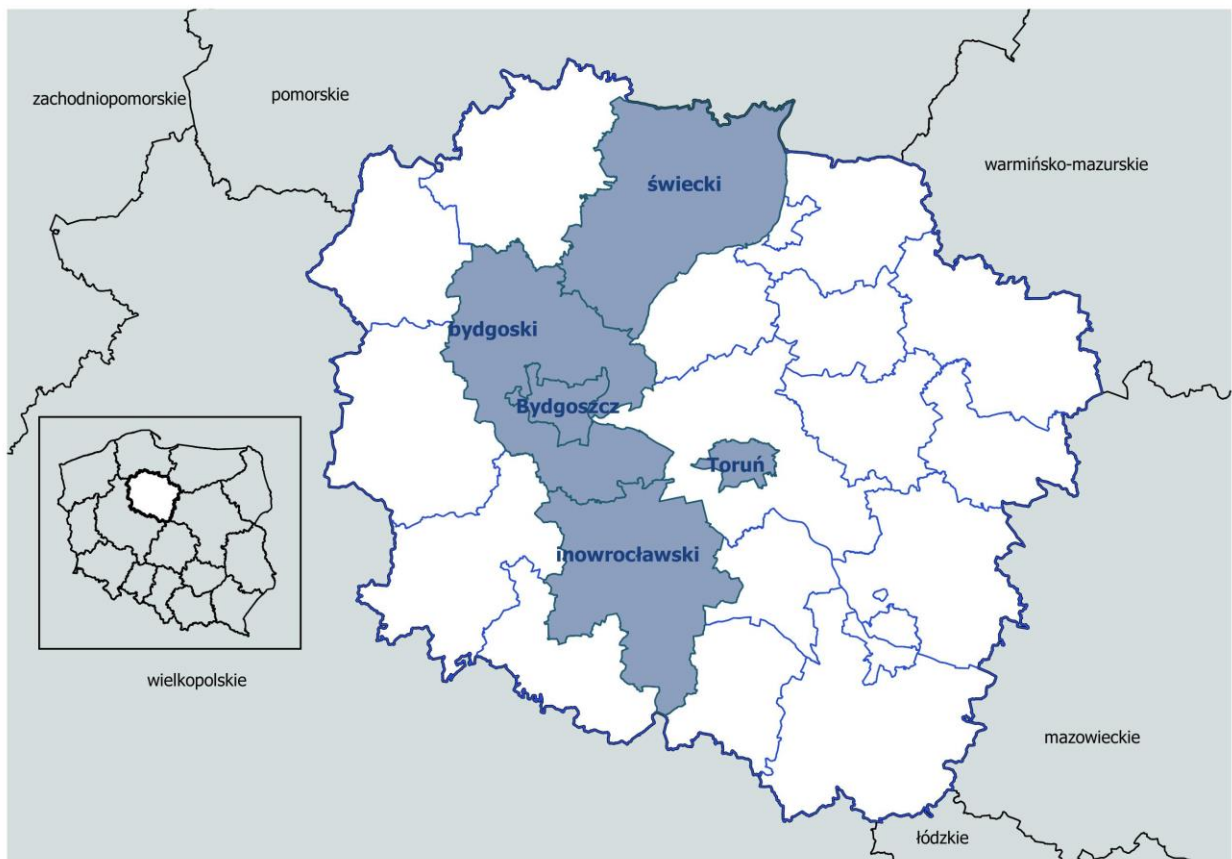 zachodniopomorskie
pomorskie
warmińsko-mazurskie
świecki
bydgoski
Bydgoszcz
Toruń
inowrocławski
wielkopolskie
mazowieckie
łódzkie